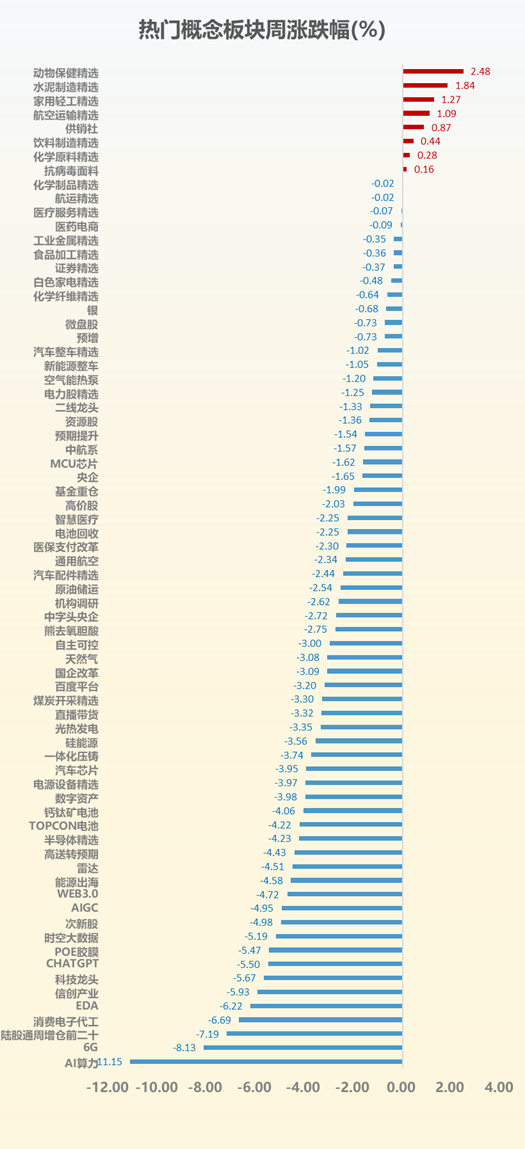 热门概念板块周涨跌幅(%)
动物保健精选 2.48
水泥制造精选 1.84
家用轻工精选 1.27
航空运输精选 1.09
供销社 0.87
饮料制造精选 0.44
化学原料精选 0.28
抗病毒面料 0.16
化学制品精选 -0.02
航运精选 -0.02
医疗服务精选 -0.07
医药电商 -0.09
工业金属精选 -0.35
食品加工精选 -0.36
证券精选 -0.37
白色家电精选 -0.48
化学纤维精选 -0.64
银 -0.68
微盘股 -0.73
预增 -0.73
汽车整车精选 -1.02
新能源整车 -1.05
空气能热泵 -1.20
电力股精选 -1.25
二线龙头 -1.33
资源股 -1.36
预期提升 -1.54
中航系 -1.57
MCU芯片 -1.62
央企 -1.65
基金重仓 -1.99
高价股 -2.03
智慧医疗 -2.25
电池回收 -2.25
医保支付改革 -2.30
通用航空 -2.34
汽车配件精选 -2.44
原油储运 -2.54
机构调研 -2.62
中字头央企 -2.72
熊去氧胆酸 -2.75
自主可控 -3.00
天然气 -3.08
国企改革 -3.09
百度平台 -3.20
煤炭开采精选 -3.30
直播带货 -3.32
光热发电 -3.35
硅能源 -3.56
一体化压铸 -3.74
汽车芯片 -3.95
电源设备精选 -3.97
数字资产 -3.98
钙钛矿电池 -4.06
TOPCON电池 -4.22
半导体精选 -4.23
高送转预期 -4.43
雷达 -4.51
能源出海 -4.58
WEB3.0 -4.72
AIGC -4.95
次新股 -4.98
时空大数据 -5.19
POE胶膜 -5.47
CHATGPT -5.50
科技龙头 -5.67
信创产业 -5.93
EDA -6.22
消费电子代工 -6.69
陆股通周增仓前二十 -7.19
6G -8.13
AI算力 -11.15
-12.00 -10.00 -8.00 -6.00 -4.00 -2.00 0.00 2.00 4.00